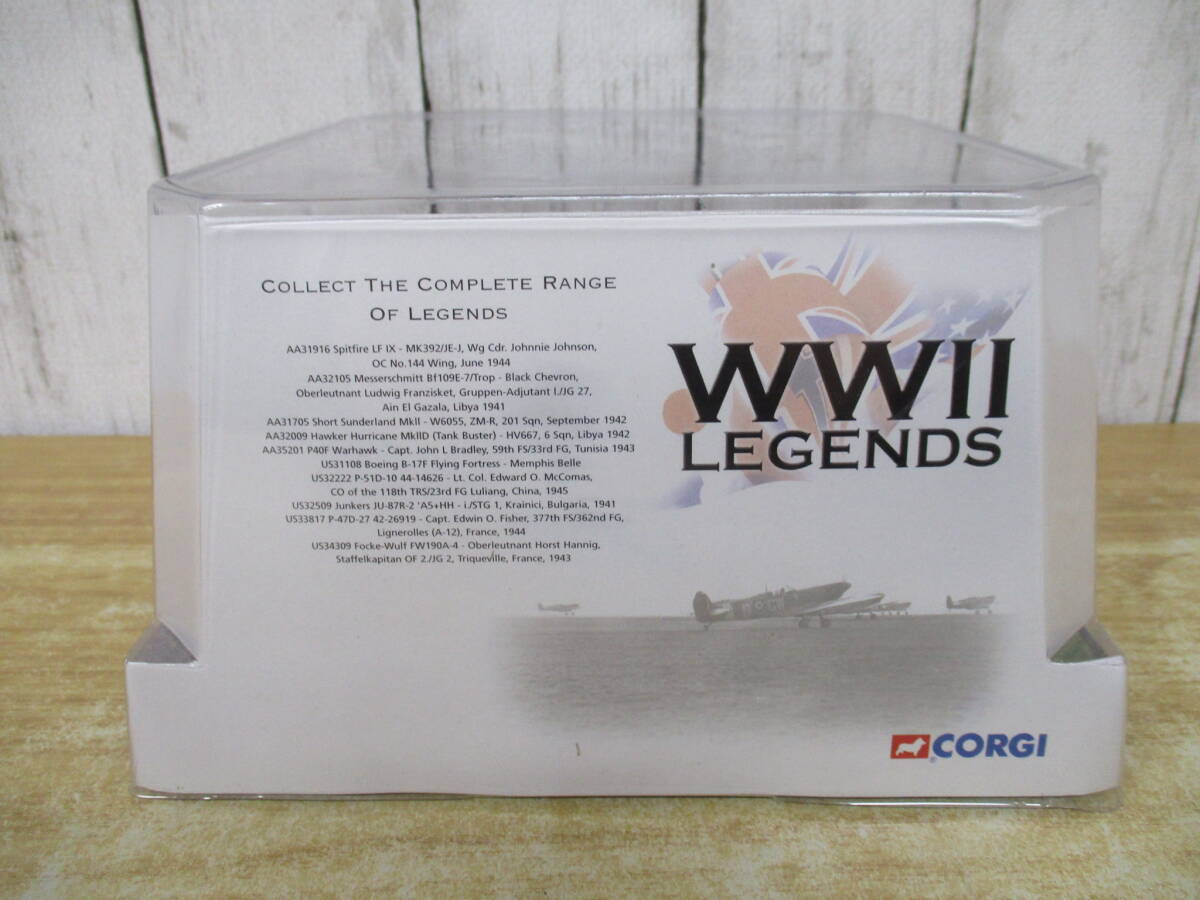 COLLECT THE COMPLETE RANGE
OF LEGENDS
AA31916 Spitfire LF IX - MK392/JE-J, Wg Cdr. Johnnie Johnson,
OC No.144 Wing, June 1944
AA32105 Messerschmitt Bf109E-7/Trop - Black Chevron,
Oberleutnant Ludwig Franzisket, Gruppen-Adjutant I./JG 27,
Ain El Gazala, Libya 1941
AA31705 Short Sunderland MkII - W6055, ZM-R, 201 Sqn, September 1942
AA32009 Hawker Hurricane MkIID (Tank Buster) - HV667, 6 Sqn, Libya 1942
AA35201 P40F Warhawk - Capt. John L Bradley, 59th FS/33rd FG, Tunisia 1943
US31108 Boeing B-17F Flying Fortress - Memphis Belle
US32222 P-51D-10 44-14626 - Lt. Col. Edward O. McComas,
CO of the 118th TRS/23rd FG Luliang, China, 1945
US32509 Junkers JU-87R-2 'A5+HH - i./STG 1, Krainici, Bulgaria, 1941
US33817 P-47D-27 42-26919 - Capt. Edwin O. Fisher, 377th FS/362nd FG,
Lignerolles (A-12), France, 1944
US34309 Focke-Wulf FW190A-4 - Oberleutnant Horst Hannig,
Staffelkapitan OF 2./JG 2, Triqueville, France, 1943
WWII
LEGENDS
CORGI